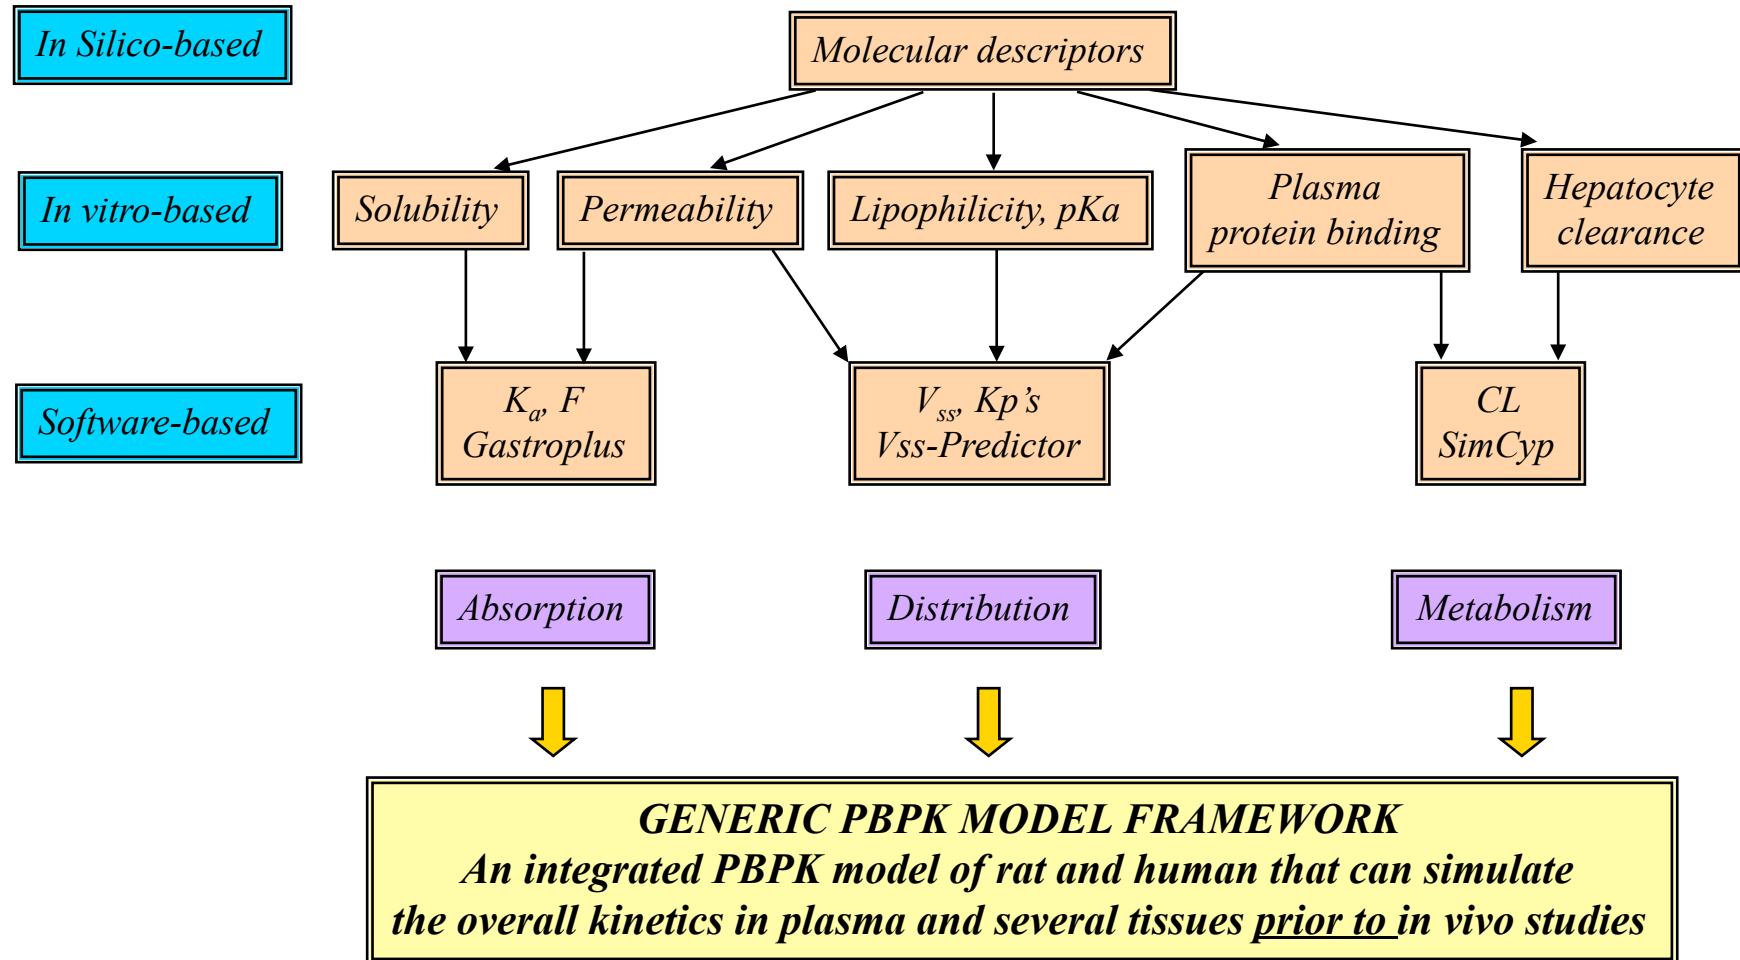 In Silico-based
Molecular descriptors
In vitro-based
Solubility
Permeability
Lipophilicity, pKa
Plasma
protein binding
Hepatocyte
clearance
Software-based
Ka, F
Gastroplus
Vss, Kp's
Vss-Predictor
CL
SimCyp
Absorption
Distribution
Metabolism
GENERIC PBPK MODEL FRAMEWORK
An integrated PBPK model of rat and human that can simulate
the overall kinetics in plasma and several tissues prior to in vivo studies